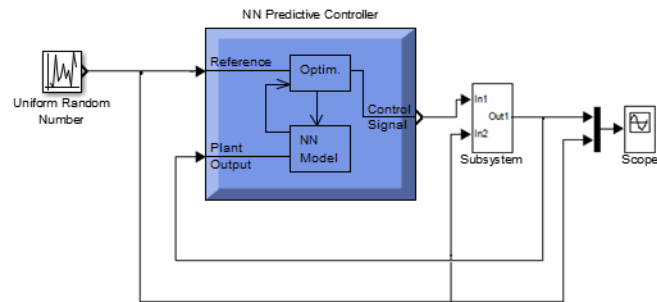 NN Predictive Controller
Reference
Optim.
Uniform Random
Number
Control
Signal
Plant
Output
NN
Model
In1
Out1
In2
Subsystem
Scope